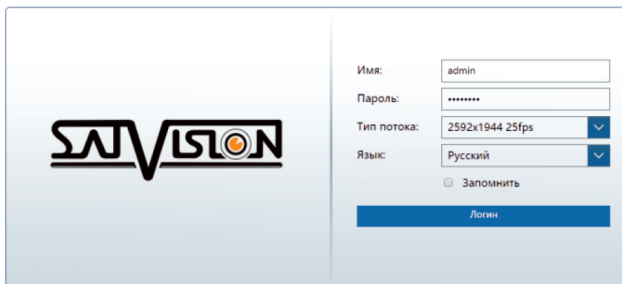 SATVISION
Имя: admin
Пароль: ••••••••
Тип потока: 2592x1944 25fps
Язык: Русский
Запомнить
Логин